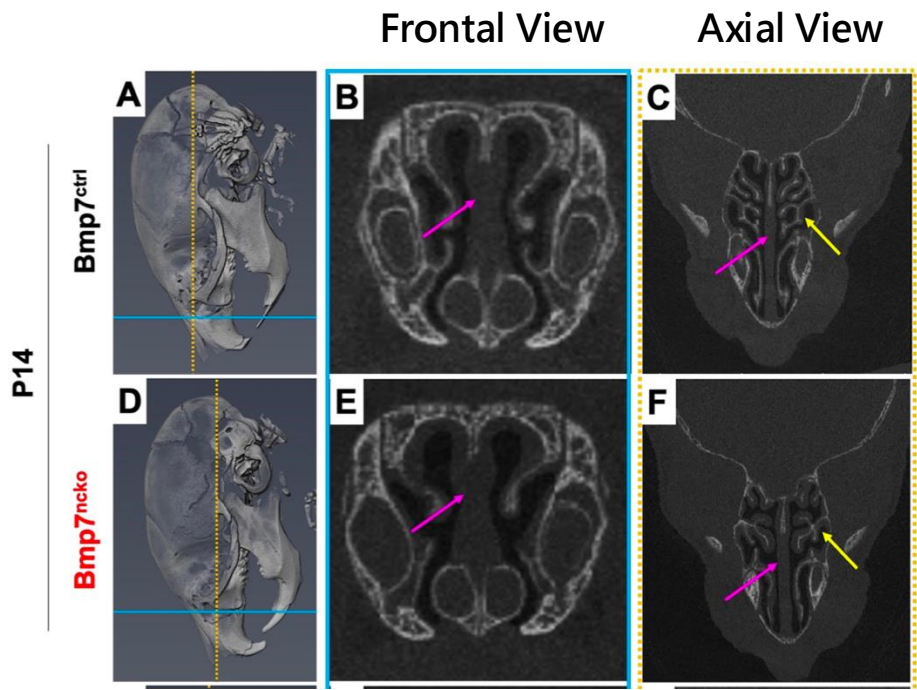 Frontal View Axial View
A B C
Bmp7ctrl
P14
D E F
Bmp7ncko